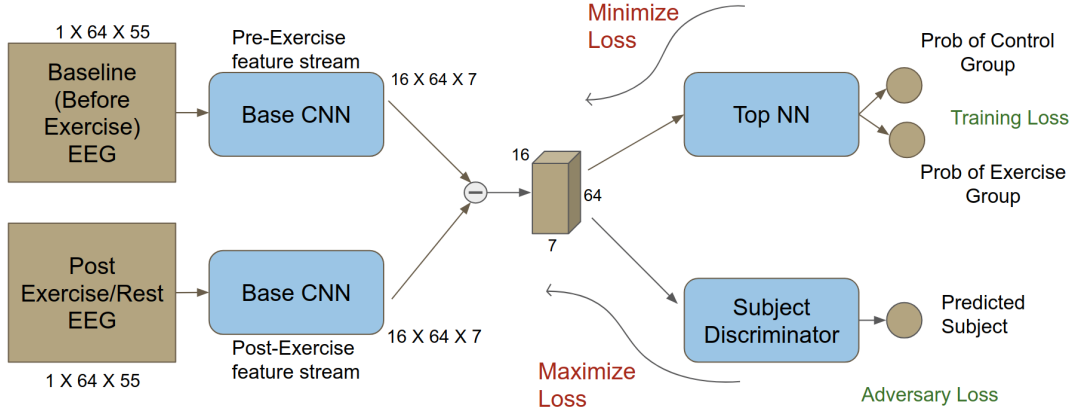 1 X 64 X 55
Baseline
(Before
Exercise)
EEG
Pre-Exercise
feature stream
Base CNN
16 X 64 X 7
Minimize
Loss
Top NN
Prob of Control
Group
Training Loss
Prob of Exercise
Group
16
64
7
Post
Exercise/Rest
EEG
1 X 64 X 55
Base CNN
16 X 64 X 7
Post-Exercise
feature stream
Maximize
Loss
Subject
Discriminator
Predicted
Subject
Adversary Loss